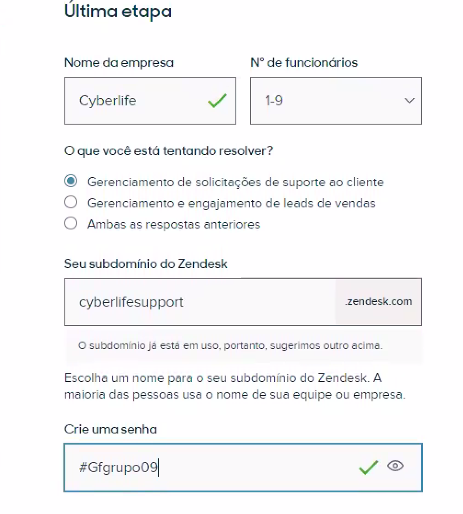 Última etapa
Nome da empresa
Nº de funcionários
Cyberlife
1-9
O que você está tentando resolver?
Gerenciamento de solicitações de suporte ao cliente
Gerenciamento e engajamento de leads de vendas
Ambas as respostas anteriores
Seu subdomínio do Zendesk
cyberlifesupport
.zendesk.com
O subdomínio já está em uso, portanto, sugerimos outro acima.
Escolha um nome para o seu subdomínio do Zendesk. A
maioria das pessoas usa o nome de sua equipe ou empresa.
Crie uma senha
#Gfgrupo09